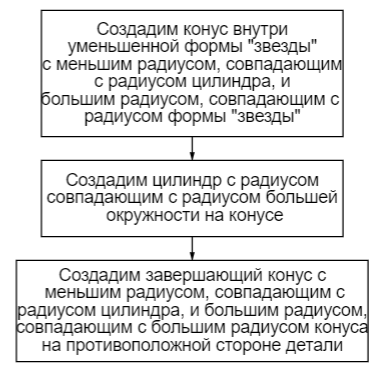 Создадим конус внутри
уменьшенной формы "звезды"
с меньшим радиусом, совпадающим
с радиусом цилиндра, и
большим радиусом, совпадающим с
радиусом формы "звезды"
Создадим цилиндр с радиусом
совпадающим с радиусом большей
окружности на конусе
Создадим завершающий конус с
меньшим радиусом, совпадающим с
радиусом цилиндра, и большим радиусом,
совпадающим с большим радиусом конуса
на противоположной стороне детали